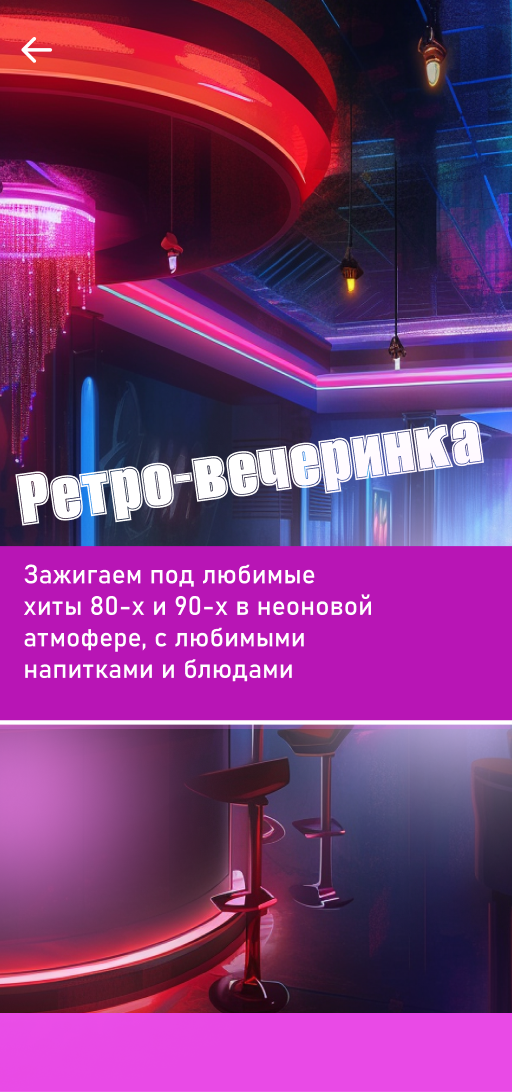 Ретро-вечеринка
Зажигаем под любимые
хиты 80-х и 90-х в неоновой
атмофере, с любимыми
напитками и блюдами